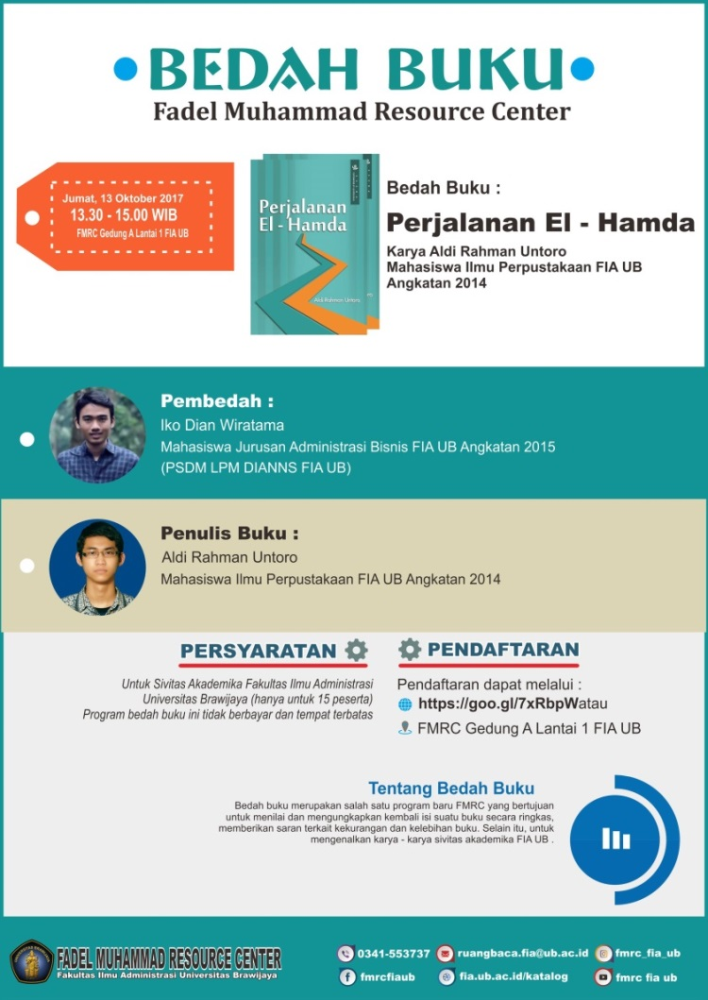 BEDAH BUKU
Fadel Muhammad Resource Center
Jumat, 13 Oktober 2017
13.30 - 15.00 WIB
FMRC Gedung A Lantai 1 FIA UB
Perjalanan
El - Hamda
Aldi Rahman Untoro
Bedah Buku :
Perjalanan El - Hamda
Karya Aldi Rahman Untoro
Mahasiswa Ilmu Perpustakaan FIA UB
Angkatan 2014
Pembedah :
Iko Dian Wiratama
Mahasiswa Jurusan Administrasi Bisnis FIA UB Angkatan 2015
(PSDM LPM DIANNS FIA UB)
Penulis Buku :
Aldi Rahman Untoro
Mahasiswa Ilmu Perpustakaan FIA UB Angkatan 2014
PERSYARATAN
Untuk Sivitas Akademika Fakultas Ilmu Administrasi
Universitas Brawijaya (hanya untuk 15 peserta)
Program bedah buku ini tidak berbayar dan tempat terbatas
PENDAFTARAN
Pendaftaran dapat melalui :
https://goo.gl/7xRbpWatau
FMRC Gedung A Lantai 1 FIA UB
Tentang Bedah Buku
Bedah buku merupakan salah satu program baru FMRC yang bertujuan
untuk menilai dan mengungkapkan kembali isi suatu buku secara ringkas,
memberikan saran terkait kekurangan dan kelebihan buku. Selain itu, untuk
mengenalkan karya - karya sivitas akademika FIA UB .
FADEL MUHAMMAD RESOURCE CENTER
Fakultas Ilmu Administrasi Universitas Brawijaya
0341-553737
ruangbaca.fia@ub.ac.id
fmrc_fia_ub
fmrcfiaub
fia.ub.ac.id/katalog
fmrc fia ub